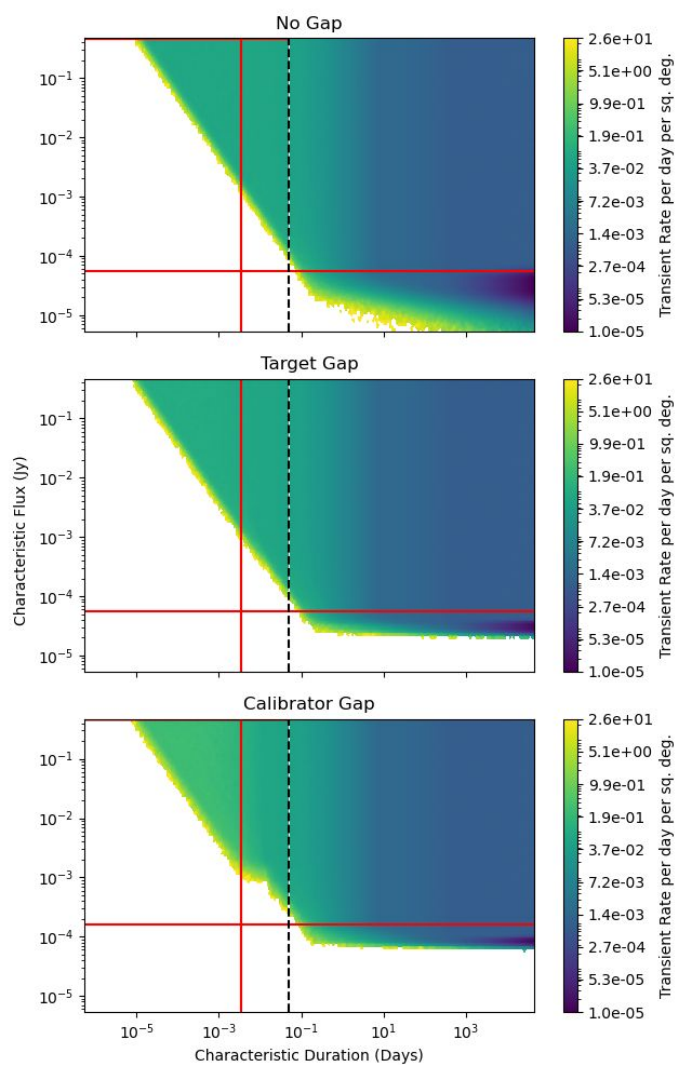 No Gap
10⁻¹
10⁻²
10⁻³
10⁻⁴
10⁻⁵
2.6e+01
5.1e+00
9.9e-01
1.9e-01
3.7e-02
7.2e-03
1.4e-03
2.7e-04
5.3e-05
1.0e-05
Transient Rate per day per sq. deg.
Target Gap
Characteristic Flux (Jy)
10⁻¹
10⁻²
10⁻³
10⁻⁴
10⁻⁵
2.6e+01
5.1e+00
9.9e-01
1.9e-01
3.7e-02
7.2e-03
1.4e-03
2.7e-04
5.3e-05
1.0e-05
Transient Rate per day per sq. deg.
Calibrator Gap
10⁻¹
10⁻²
10⁻³
10⁻⁴
10⁻⁵
2.6e+01
5.1e+00
9.9e-01
1.9e-01
3.7e-02
7.2e-03
1.4e-03
2.7e-04
5.3e-05
1.0e-05
Transient Rate per day per sq. deg.
10⁻⁵ 10⁻³ 10⁻¹ 10¹ 10³
Characteristic Duration (Days)